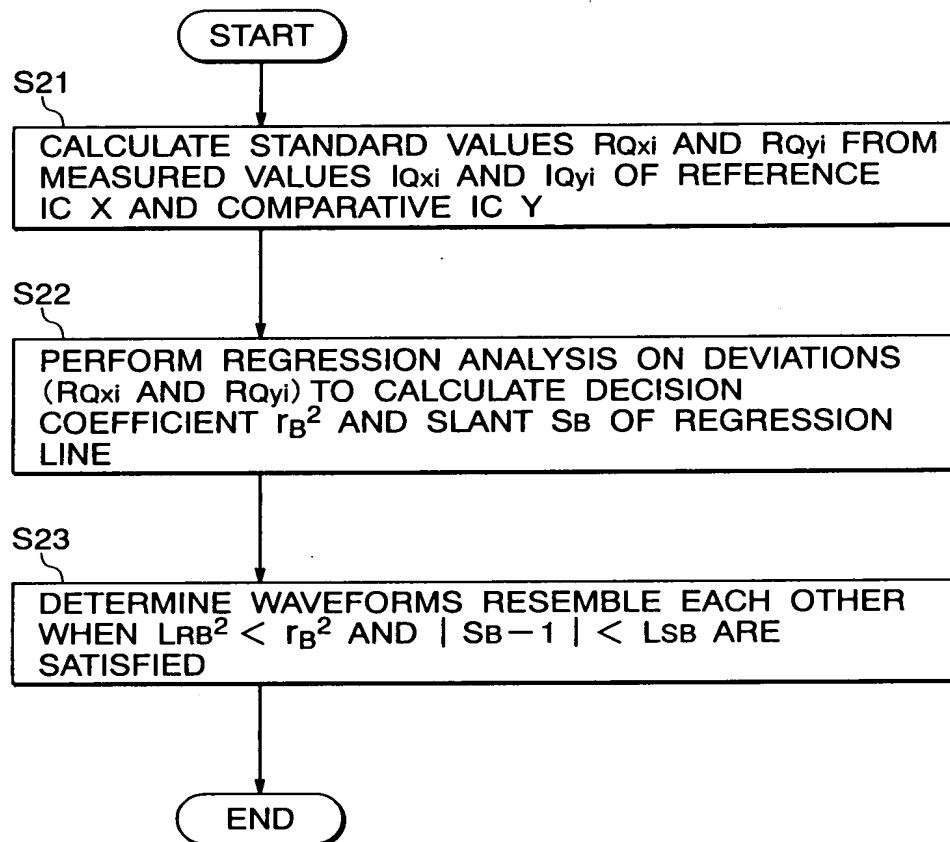 START
S21
CALCULATE STANDARD VALUES RQxi AND RQyi FROM
MEASURED VALUES IQxi AND IQyi OF REFERENCE
IC X AND COMPARATIVE IC Y
S22
PERFORM REGRESSION ANALYSIS ON DEVIATIONS
(RQxi AND RQyi) TO CALCULATE DECISION
COEFFICIENT rB² AND SLANT SB OF REGRESSION
LINE
S23
DETERMINE WAVEFORMS RESEMBLE EACH OTHER
WHEN LRB² < rB² AND | SB−1 | < LSB ARE
SATISFIED
END